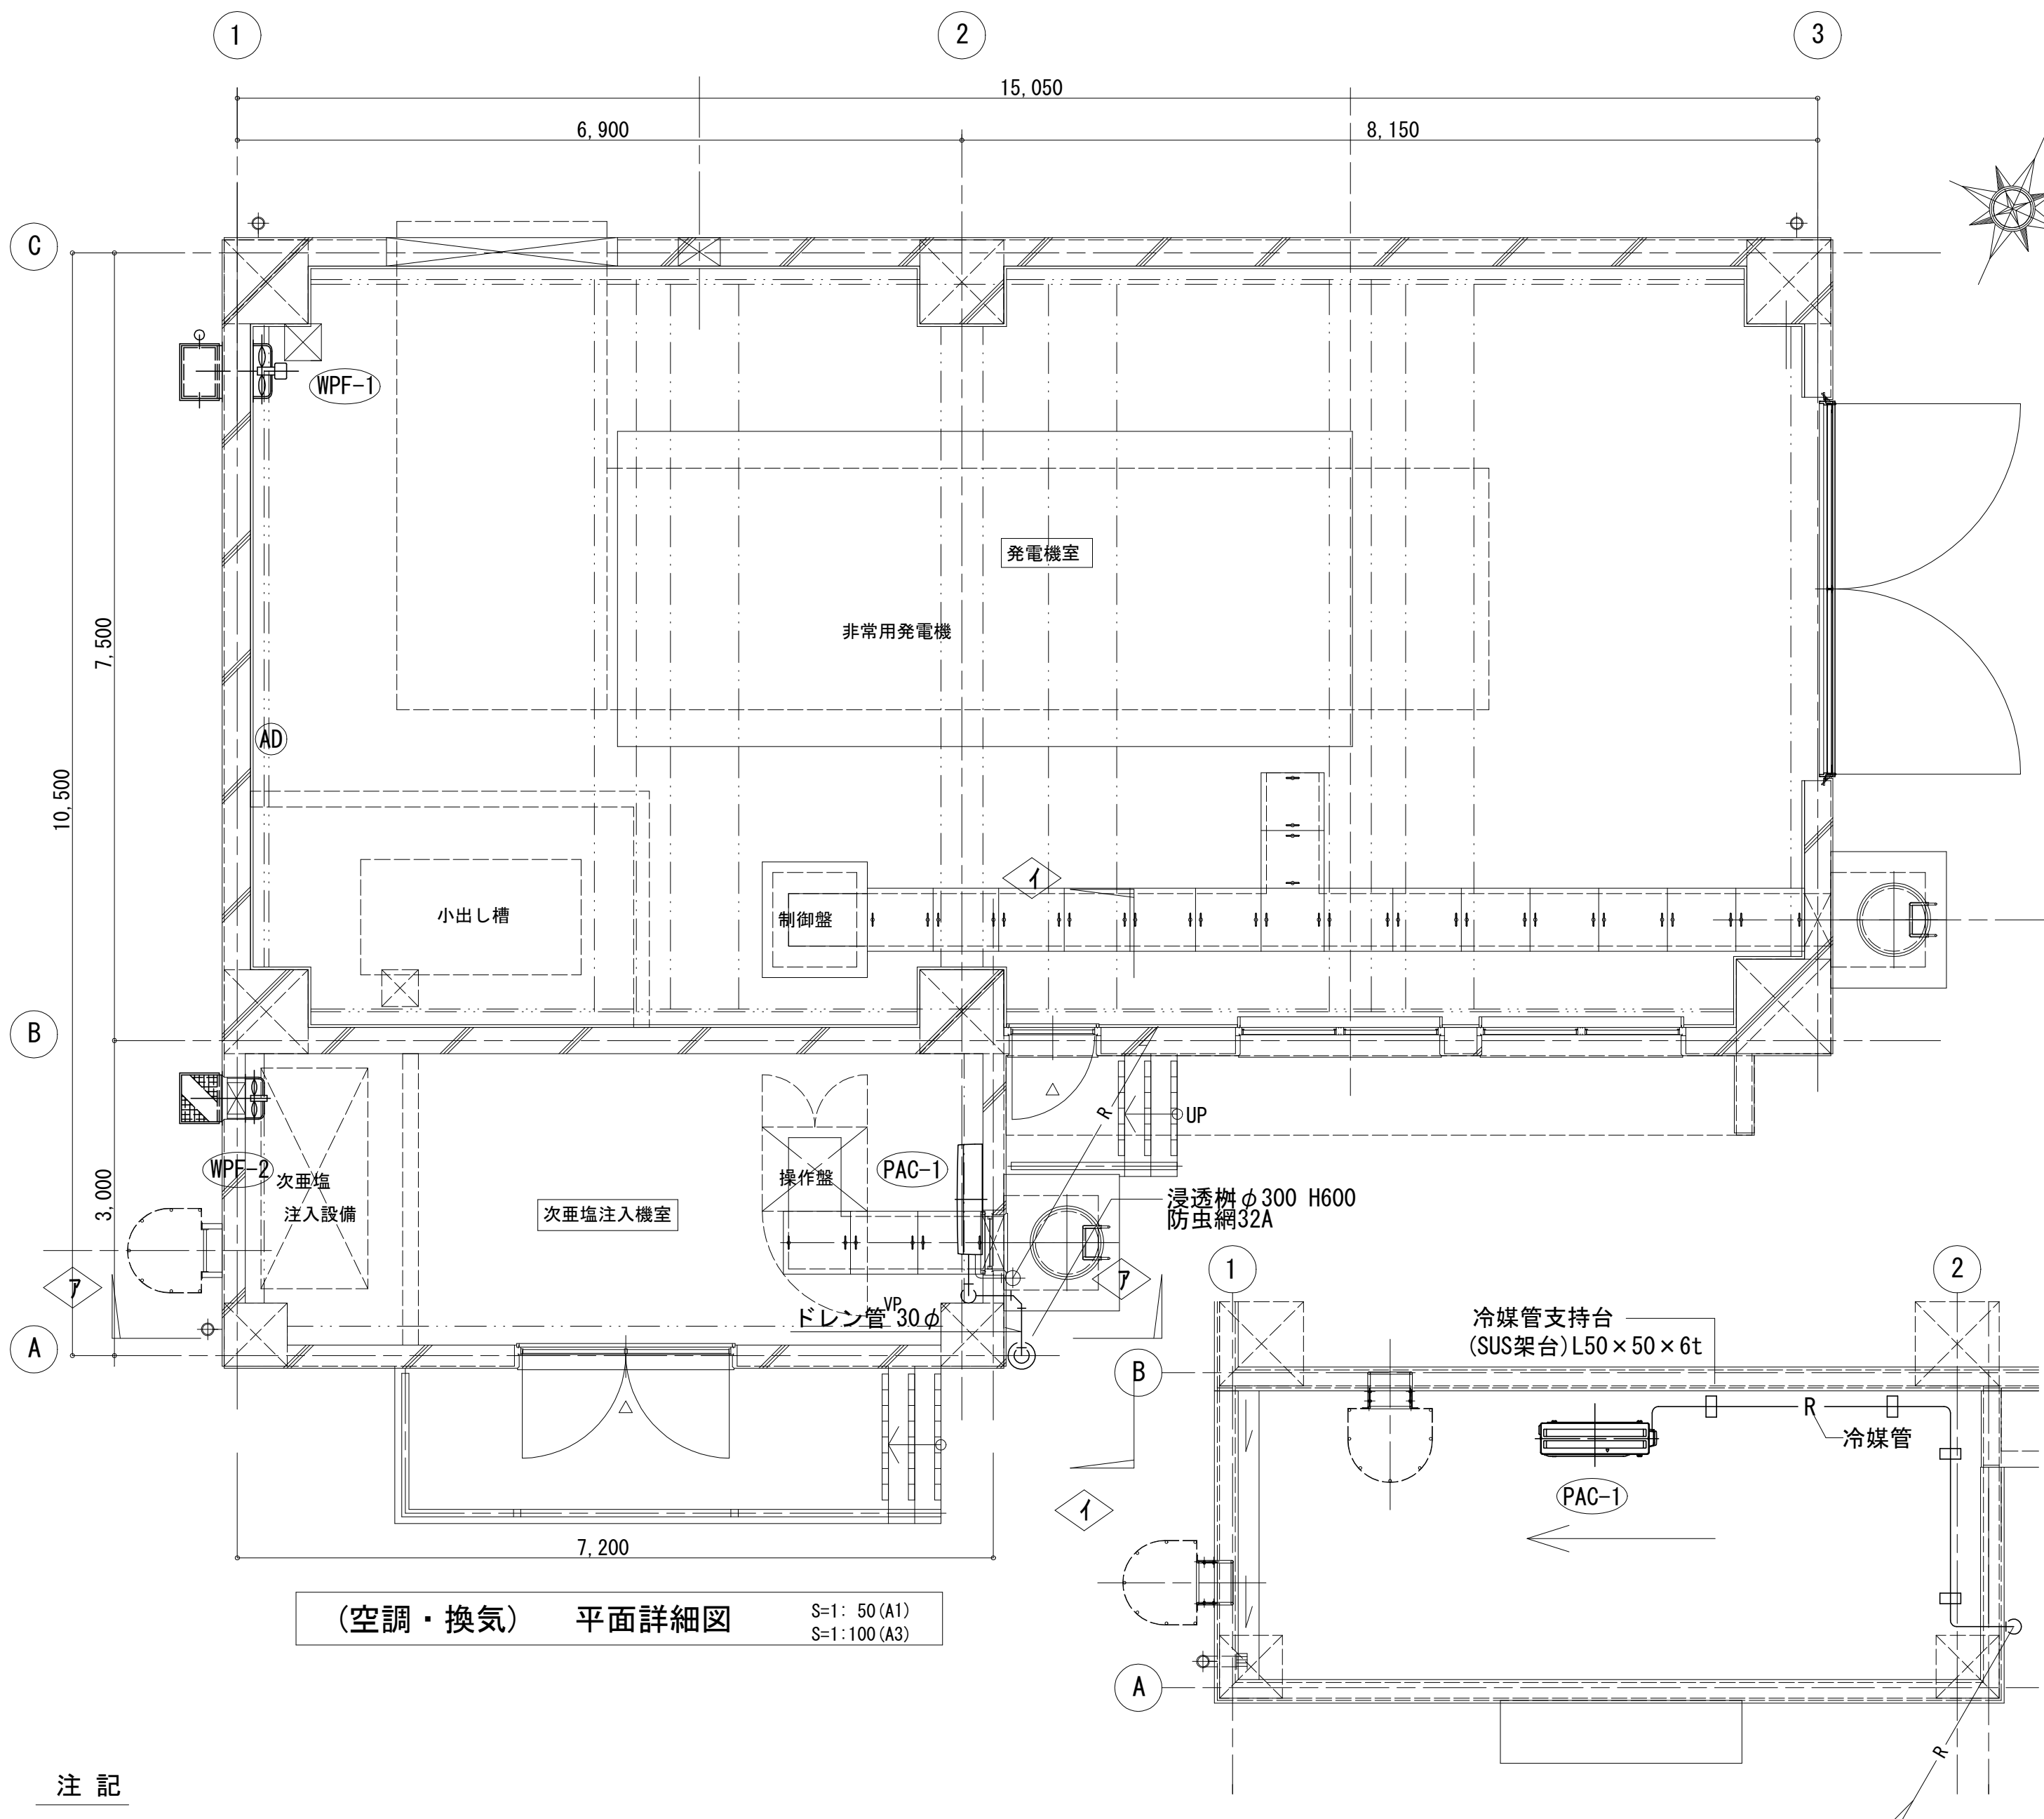 1
2
3
15,050
6,900
8,150
C
WPF-1
発電機室
非常用発電機
7,500
10,500
AD
イ
小出し槽
制御盤
B
R
UP
WPF-2
次亜塩
注入設備
操作盤
PAC-1
3,000
次亜塩注入機室
浸透桝φ300 H600
防虫網32A
ア
ア
VP
ドレン管 30φ
A
7,200
イ
1
2
冷媒管支持台
(SUS架台)L50×50×6t
B
R
冷媒管
PAC-1
A
R
(空調・換気) 平面詳細図
S=1: 50(A1)
S=1:100(A3)
注 記